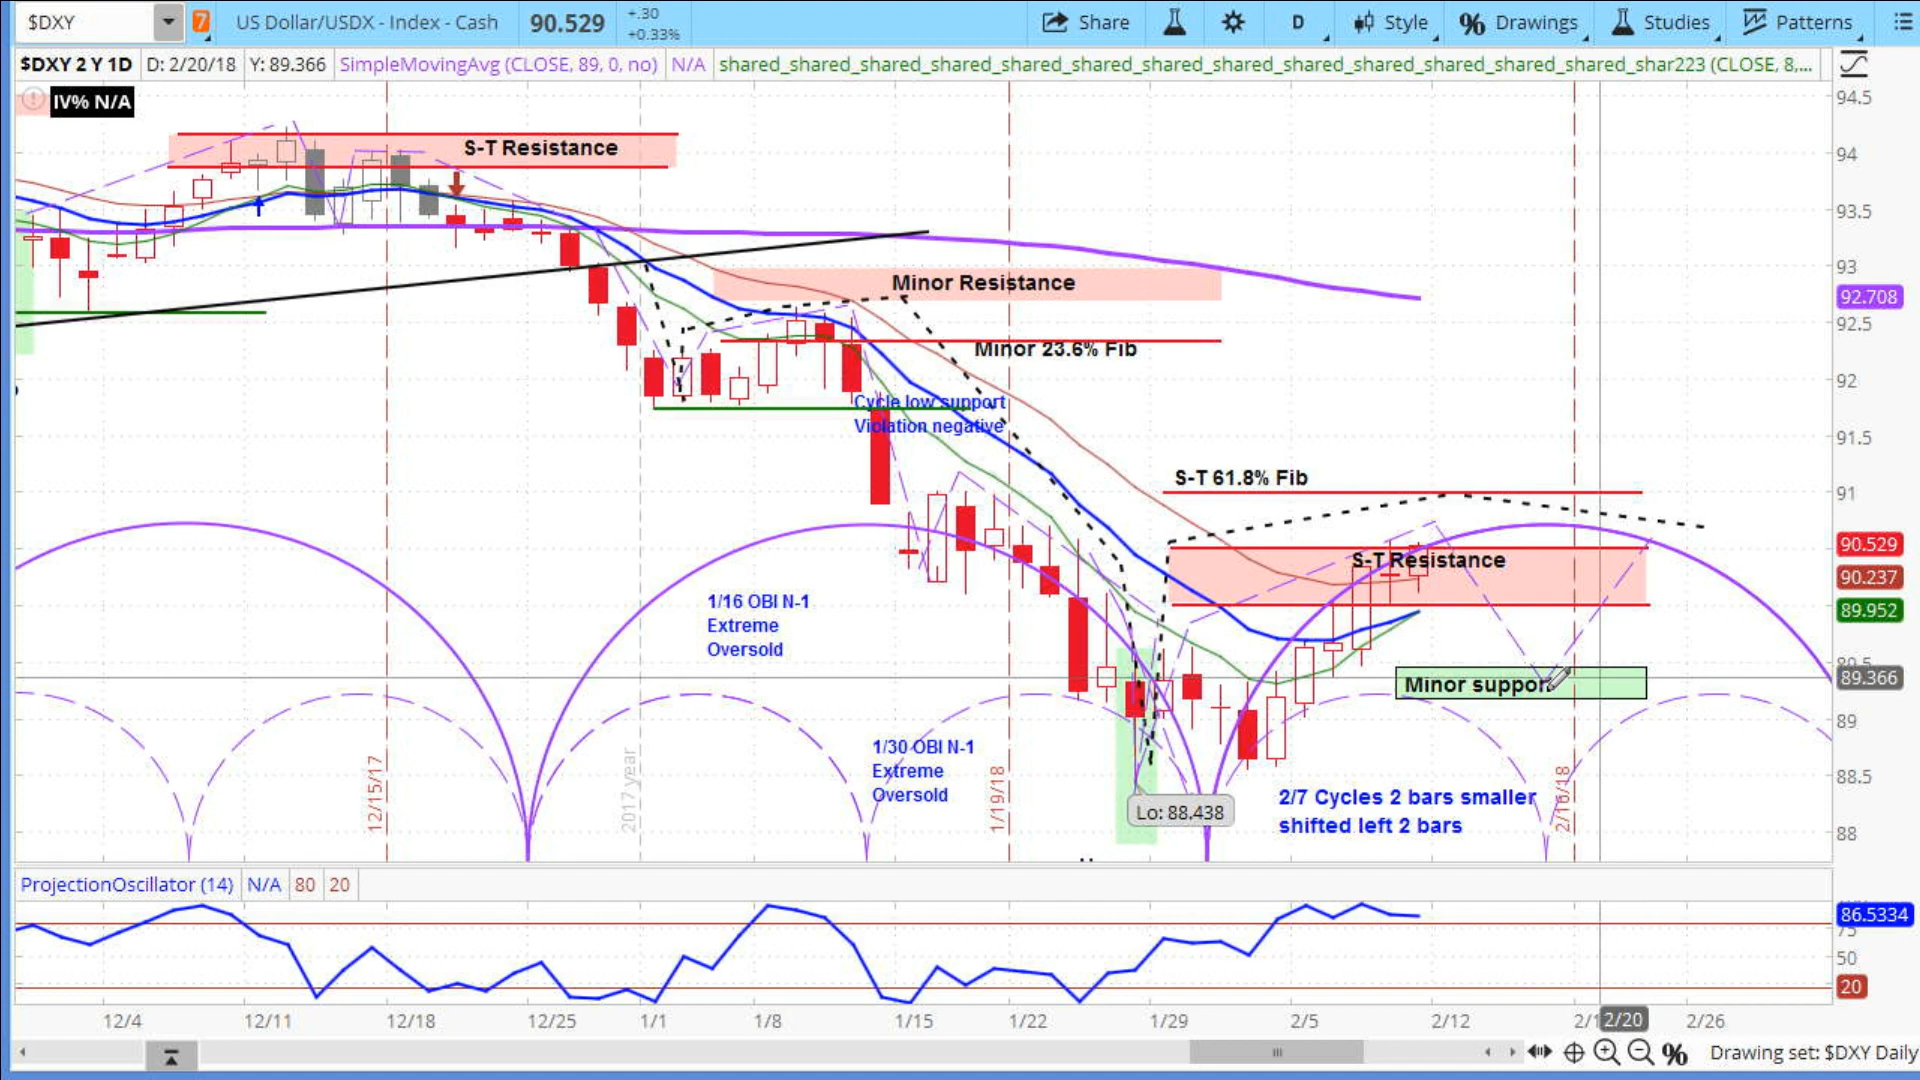 $DXY
7
US Dollar/USDX - Index - Cash
90.529
+.30
+0.33%
Share
D
Style
% Drawings
Studies
Patterns
$DXY 2 Y 1D
D: 2/20/18
Y: 89.366
SimpleMovingAvg (CLOSE, 89, 0, no)
N/A
shared_shared_shared_shared_shared_shared_shared_shared_shared_shared_shared_shared_shared_shar223 (CLOSE, 8,...
IV% N/A
S-T Resistance
Minor Resistance
Minor 23.6% Fib
Cycle low support
Violation negative
S-T 61.8% Fib
S-T Resistance
1/16 OBI N-1
Extreme
Oversold
Minor support
1/30 OBI N-1
Extreme
Oversold
Lo: 88.438
2/7 Cycles 2 bars smaller
shifted left 2 bars
12/15/17
2017 year
1/19/18
2/16/18
94.5
94
93.5
93
92.708
92.5
92
91.5
91
90.529
90.237
89.952
89.366
89
88.5
88
ProjectionOscillator (14)
N/A
80
20
86.5334
75
50
20
12/4
12/11
12/18
12/25
1/1
1/8
1/15
1/22
1/29
2/5
2/12
2/20
2/26
%
Drawing set: $DXY Daily